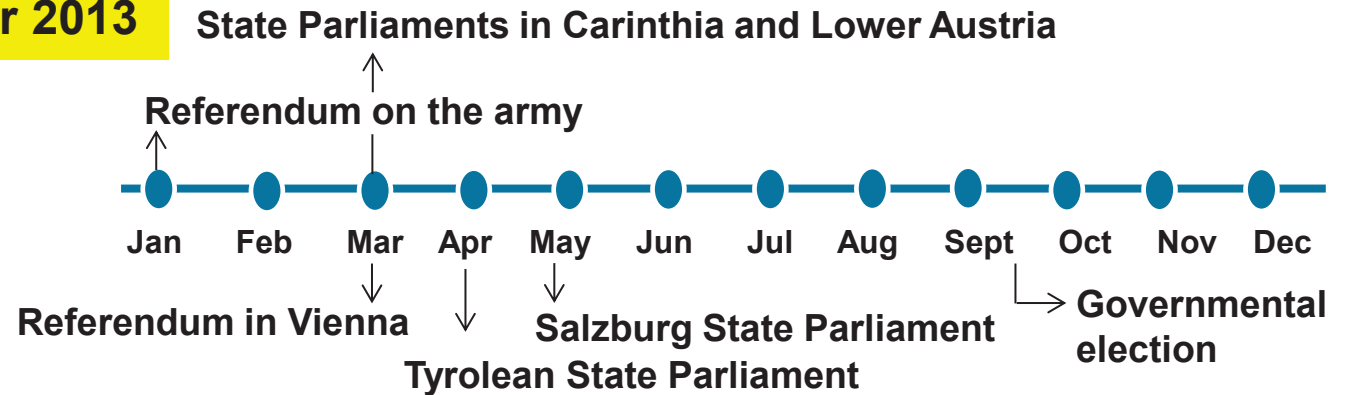 r 2013
State Parliaments in Carinthia and Lower Austria
Referendum on the army
Jan Feb Mar Apr May Jun Jul Aug Sept Oct Nov Dec
Referendum in Vienna
Salzburg State Parliament
Tyrolean State Parliament
Governmental
election